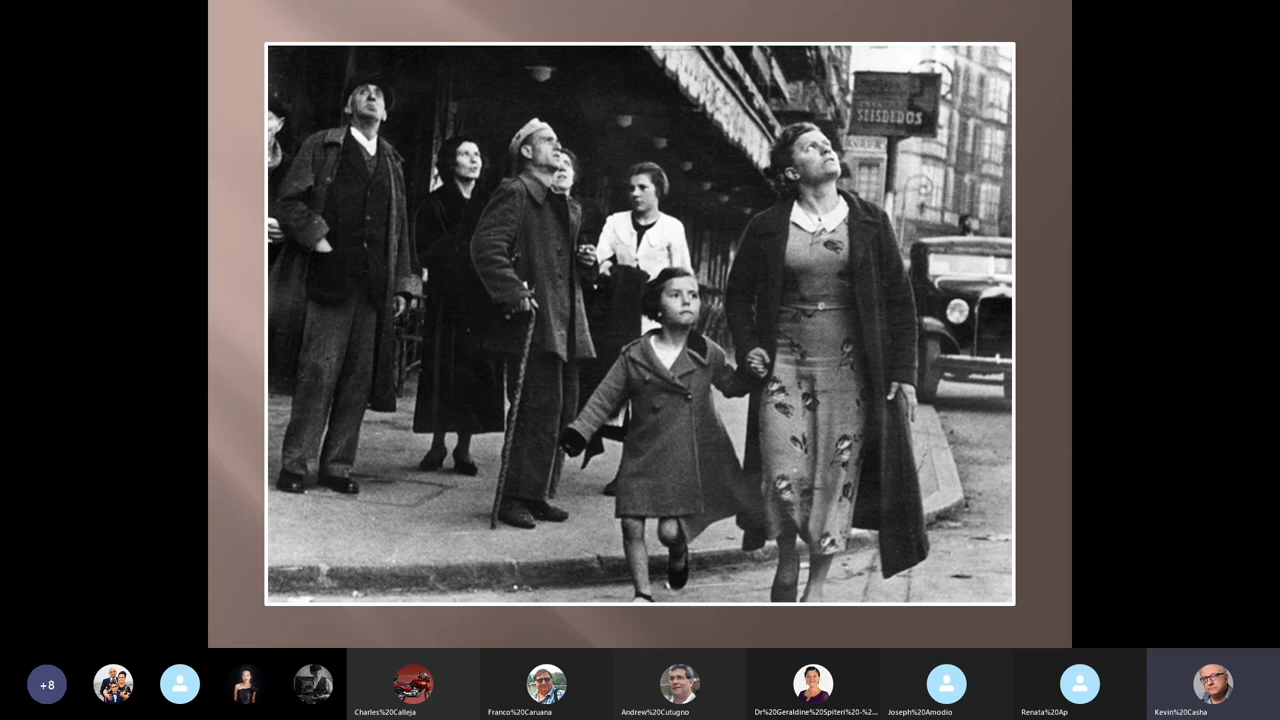 SEISDEDOS
+8
Charles%20Calleja
Franco%20Caruana
Andrew%20Cutugno
Dr%20Geraldine%20Spiteri%20-%2...
Joseph%20Amodio
Renata%20Ap
Kevin%20Casha